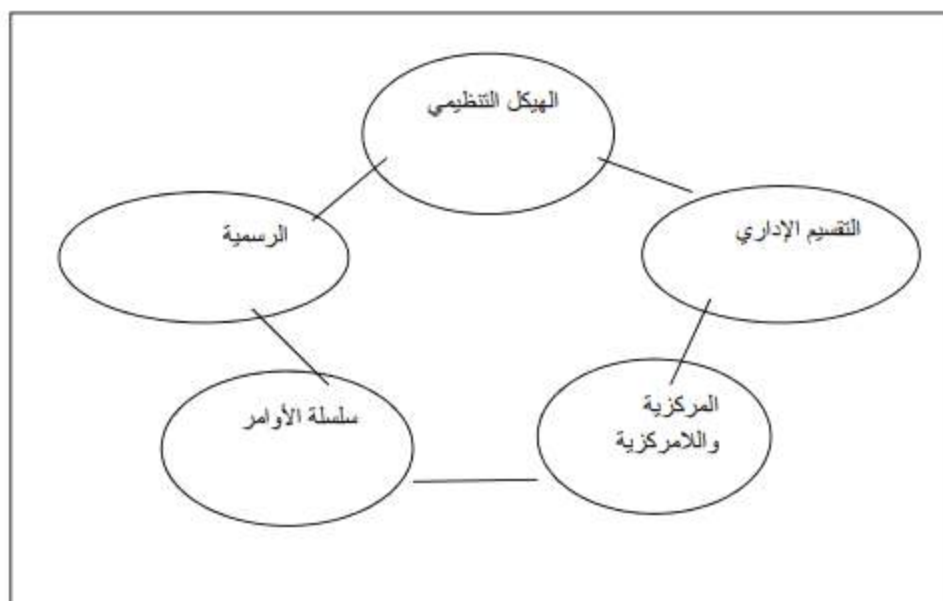 الهيكل التنظيمي
الرسمية
التقسيم الإداري
المركزية
واللامركزية
سلسلة الأوامر